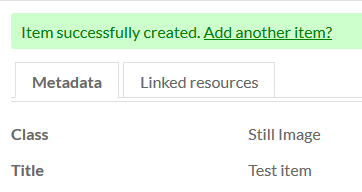 Item successfully created. Add another item?
Metadata Linked resources
Class Still Image
Title Test item